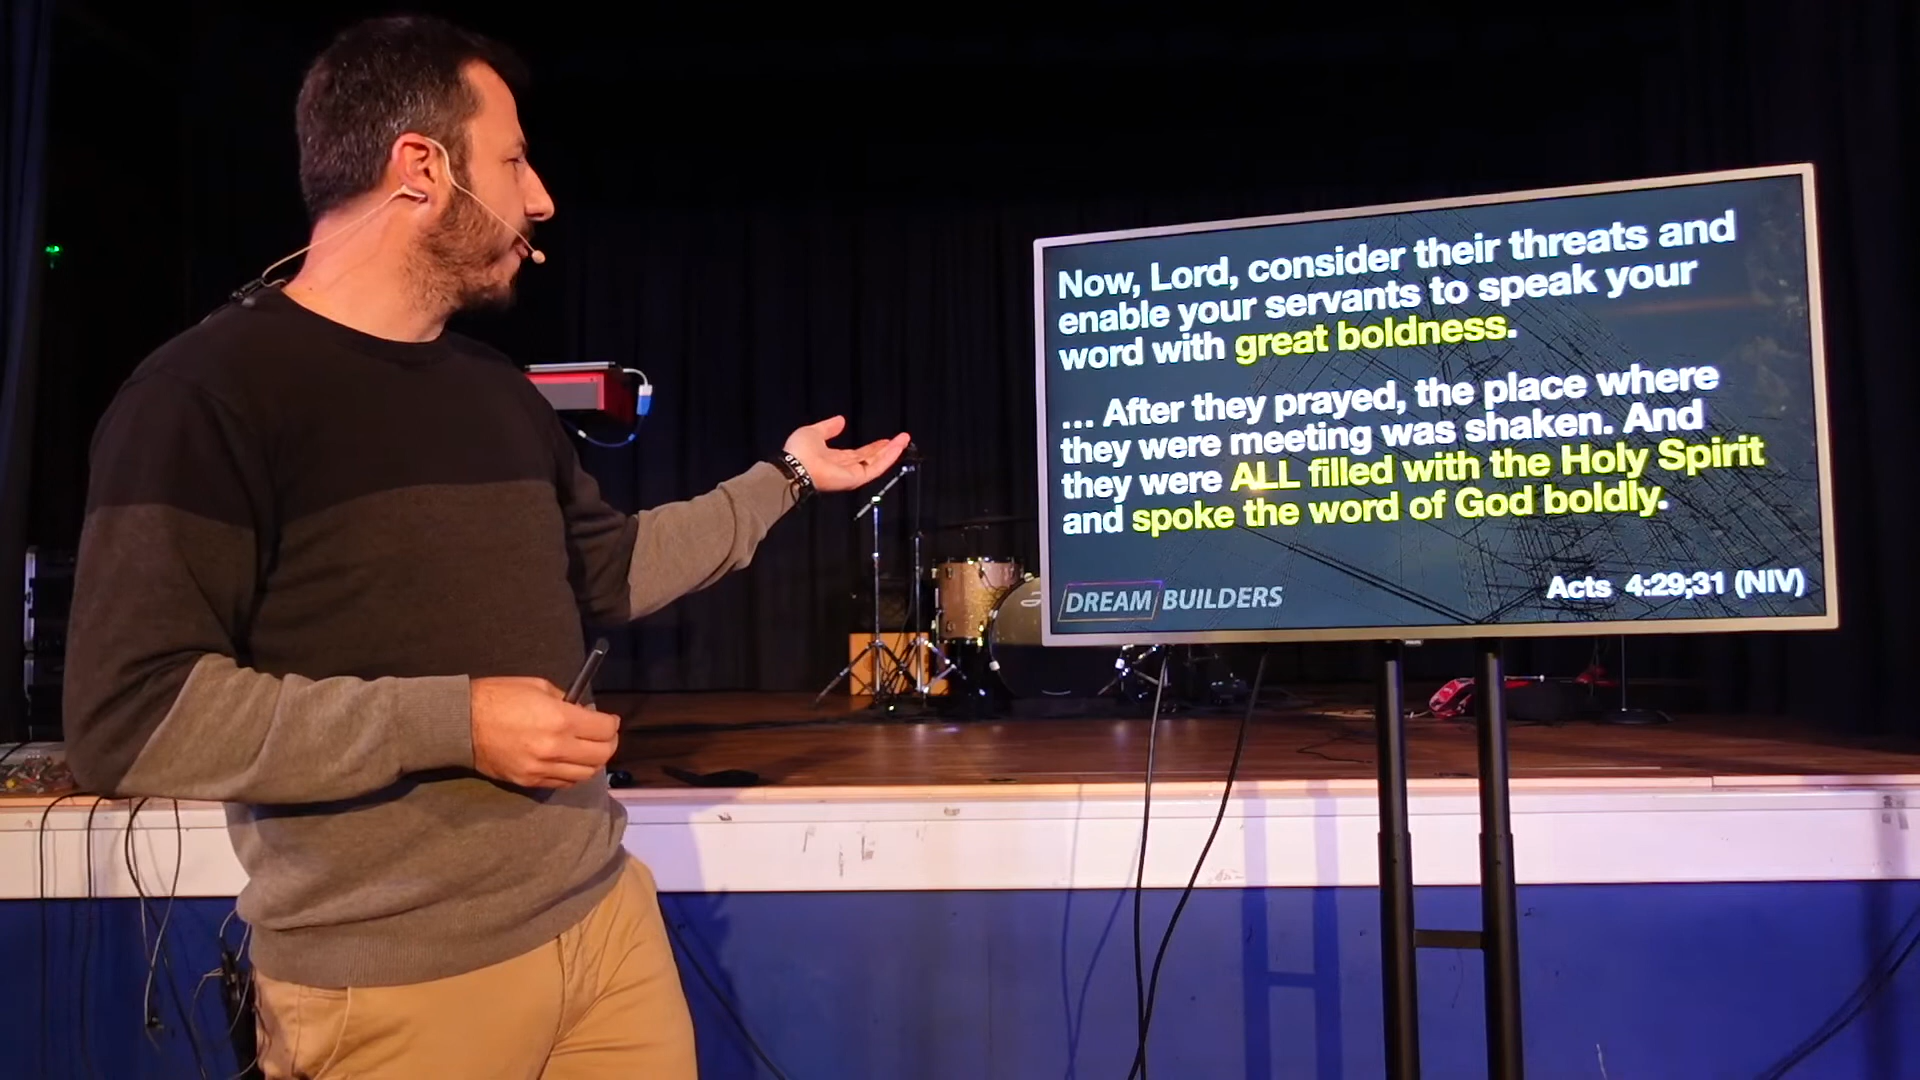 Now, Lord, consider their threats and
enable your servants to speak your
word with great boldness.
... After they prayed, the place where
they were meeting was shaken. And
they were ALL filled with the Holy Spirit
and spoke the word of God boldly.
Acts 4:29;31 (NIV)
DREAM BUILDERS